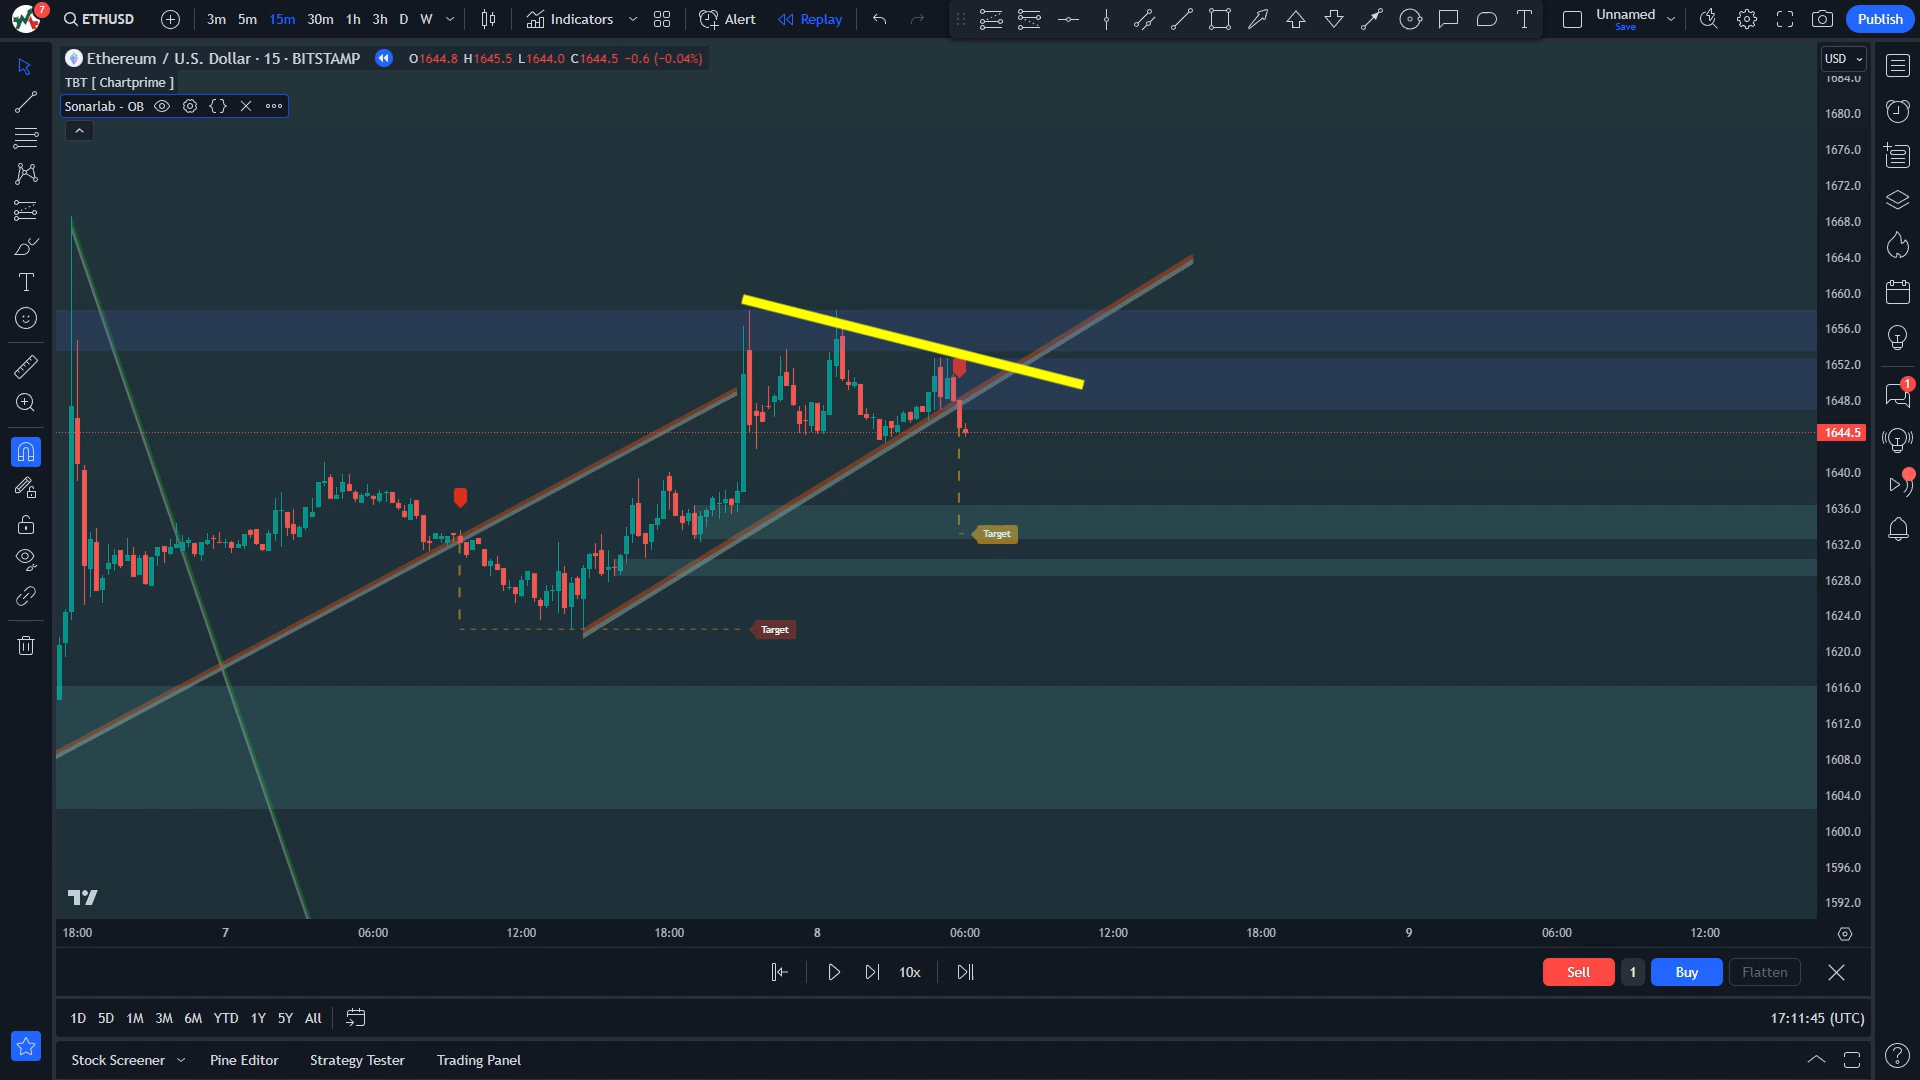 7
ETHUSD
3m 5m 15m 30m 1h 3h D W
Indicators
Alert
Replay
Unnamed
Save
Publish
Ethereum / U.S. Dollar · 15 · BITSTAMP
O1644.8 H1645.5 L1644.0 C1644.5 -0.6 (-0.04%)
TBT [ Chartprime ]
Sonarlab - OB
USD
1684.0
1680.0
1676.0
1672.0
1668.0
1664.0
1660.0
1656.0
1652.0
1648.0
1644.5
1640.0
1636.0
1632.0
1628.0
1624.0
1620.0
1616.0
1612.0
1608.0
1604.0
1600.0
1596.0
1592.0
1
Target
Target
18:00 7 06:00 12:00 18:00 8 06:00 12:00 18:00 9 06:00 12:00
10x
Sell 1 Buy Flatten
1D 5D 1M 3M 6M YTD 1Y 5Y All
17:11:45 (UTC)
Stock Screener Pine Editor Strategy Tester Trading Panel